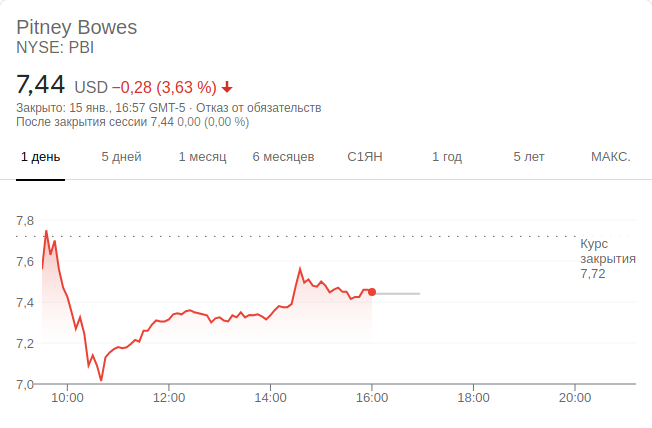 Pitney Bowes
NYSE: PBI
7,44 USD −0,28 (3,63 %)
Закрыто: 15 янв., 16:57 GMT-5 · Отказ от обязательств
После закрытия сессии 7,44 0,00 (0,00 %)
1 день 5 дней 1 месяц 6 месяцев С1ЯН 1 год 5 лет МАКС.
7,8
Курс
закрытия
7,72
7,6
7,4
7,2
7,0
10:00 12:00 14:00 16:00 18:00 20:00